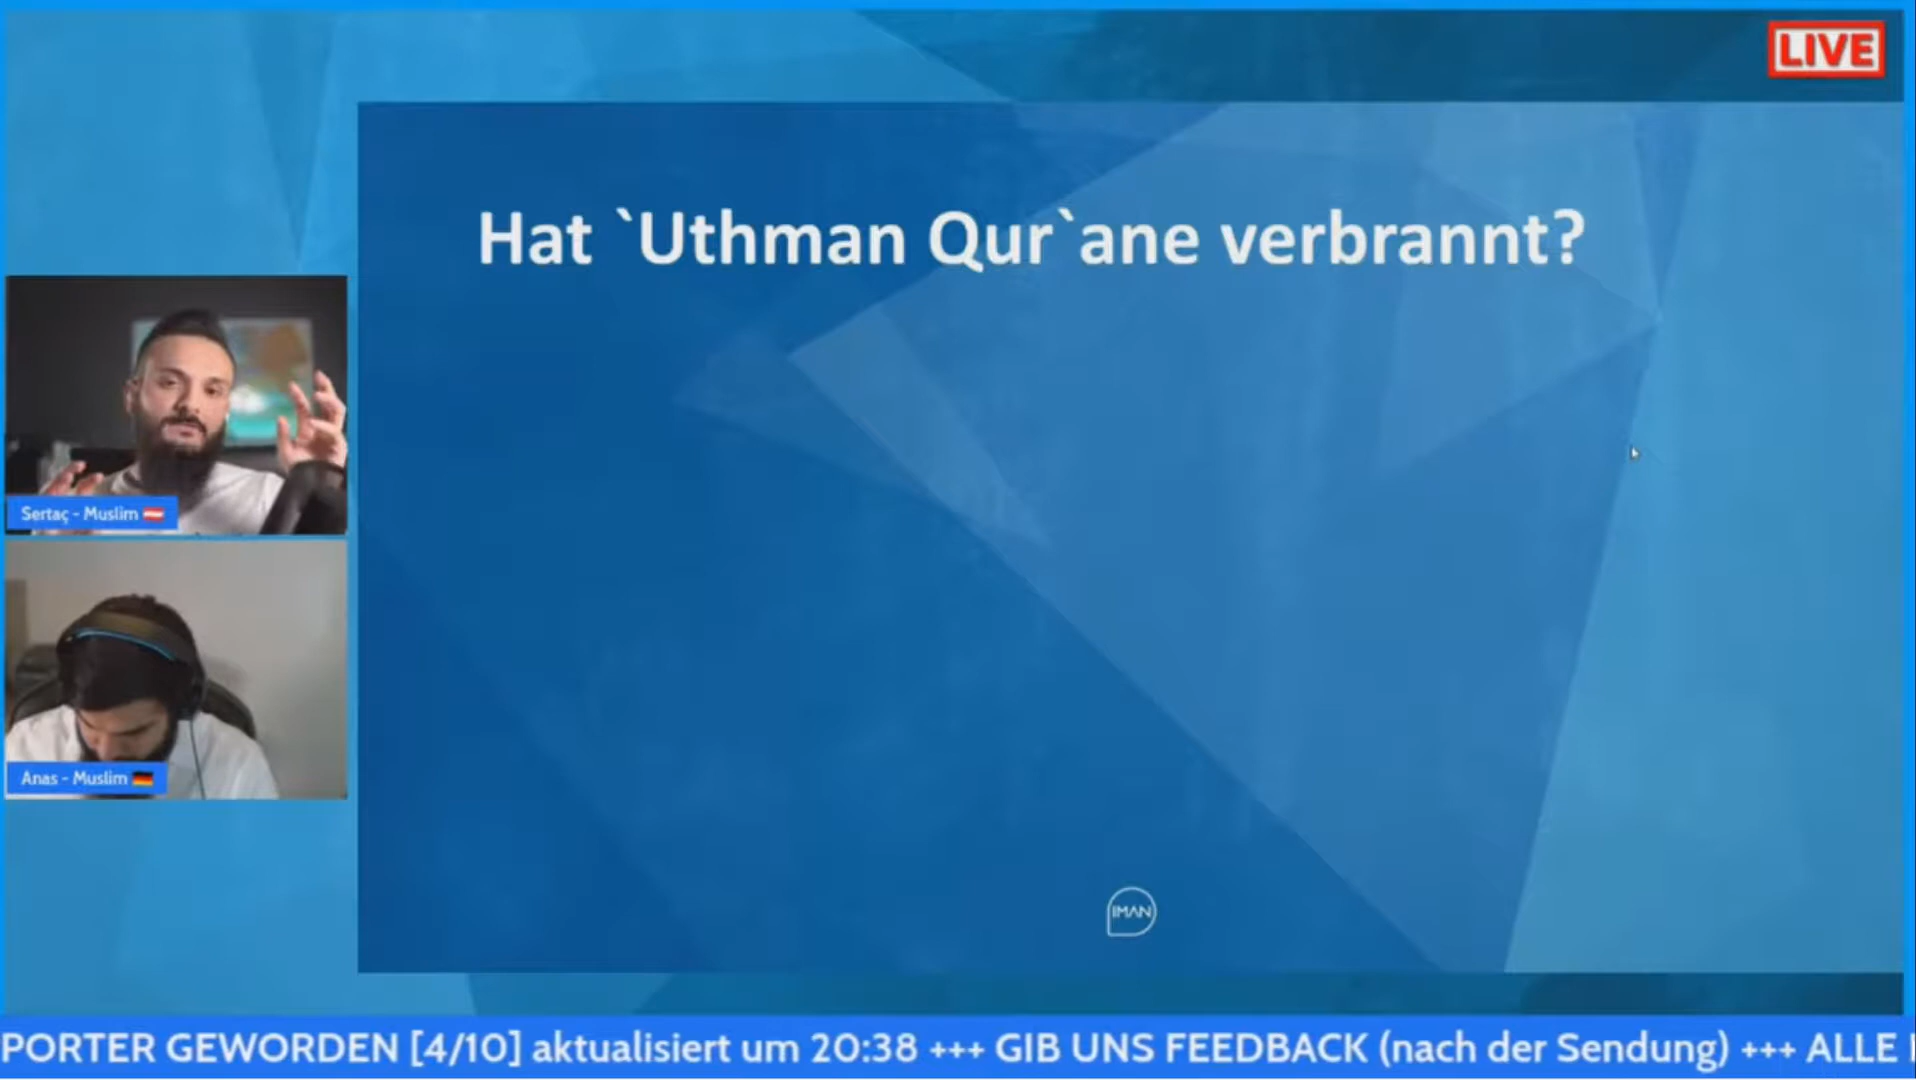 LIVE
Hat `Uthman Qur`ane verbrannt?
Sertaç - Muslim
Anas - Muslim
IMAN
PORTER GEWORDEN [4/10] aktualisiert um 20:38 +++ GIB UNS FEEDBACK (nach der Sendung) +++ ALLE